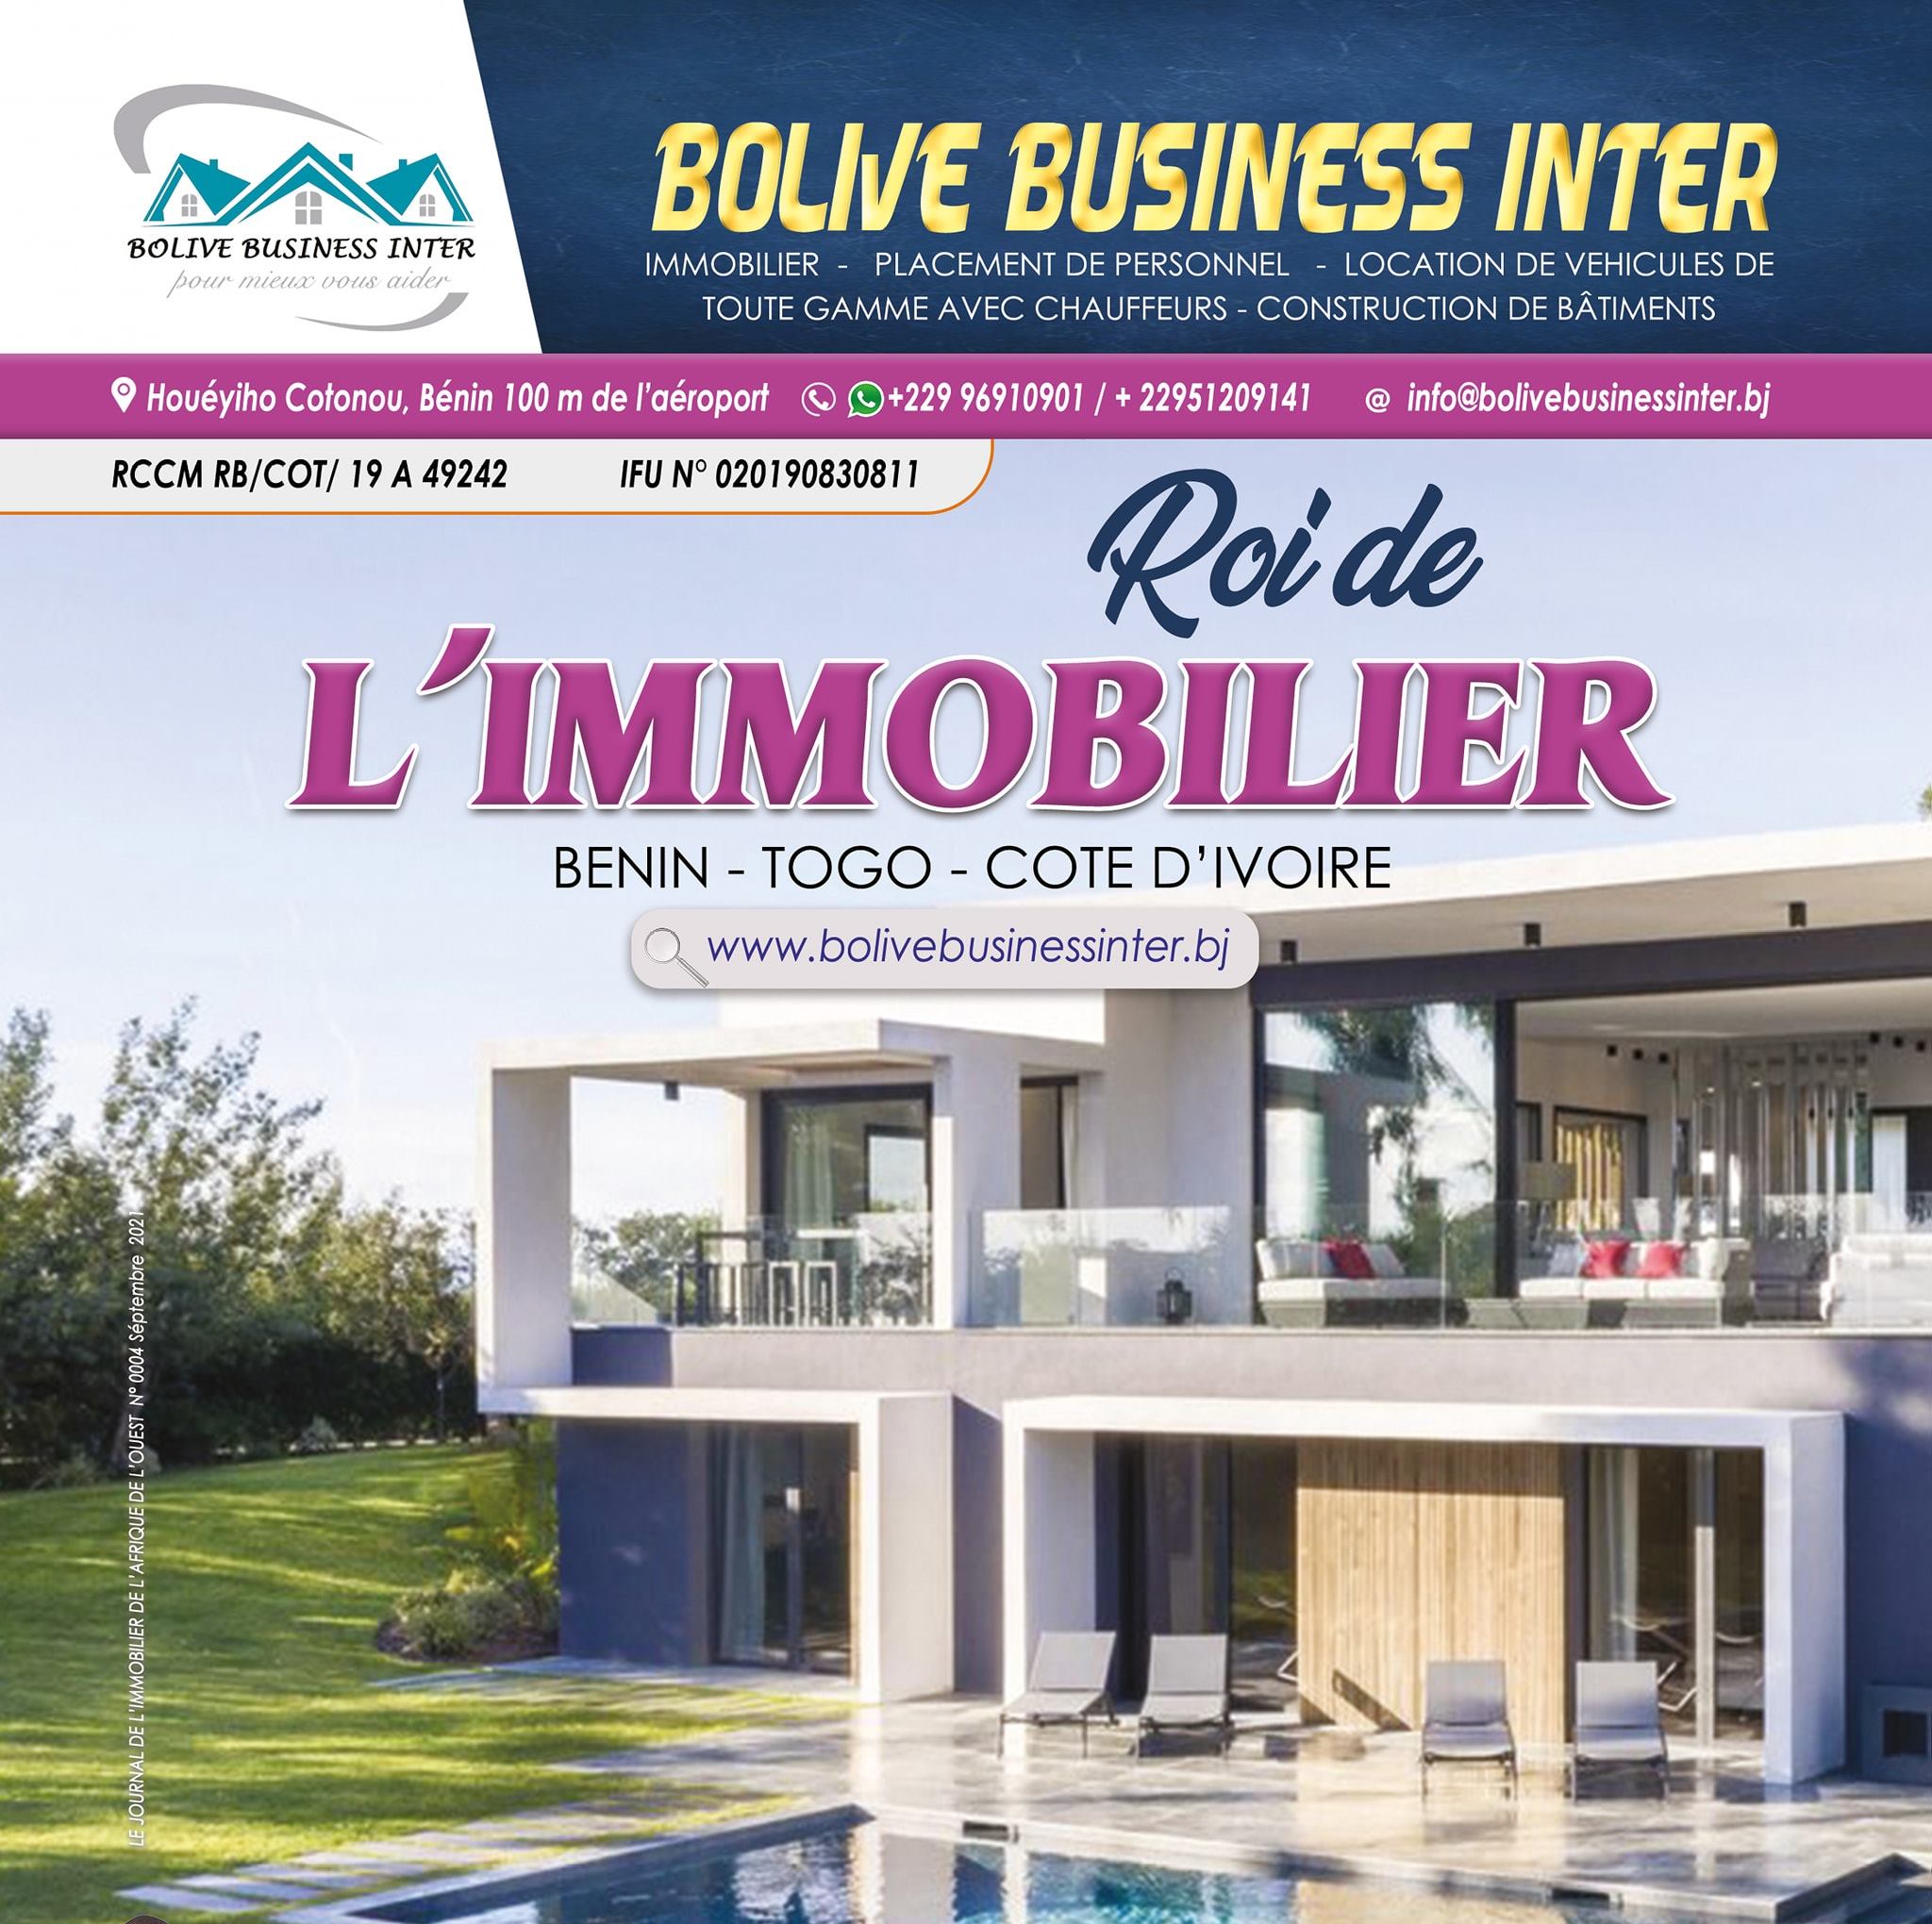 BOLIVE BUSINESS INTER
pour mieux vous aider
BOLIVE BUSINESS INTER
IMMOBILIER - PLACEMENT DE PERSONNEL - LOCATION DE VEHICULES DE
TOUTE GAMME AVEC CHAUFFEURS - CONSTRUCTION DE BÂTIMENTS
Houéyiho Cotonou, Bénin 100 m de l'aéroport +229 96910901 / + 22951209141 @ info@bolivebusinessinter.bj
RCCM RB/COT/ 19 A 49242 IFU N° 020190830811
Roi de
L'IMMOBILIER
BENIN - TOGO - COTE D'IVOIRE
www.bolivebusinessinter.bj
LE JOURNAL DE L'IMMOBILIER DE L'AFRIQUE DE L'OUEST N° 0004 Séptembre 2021